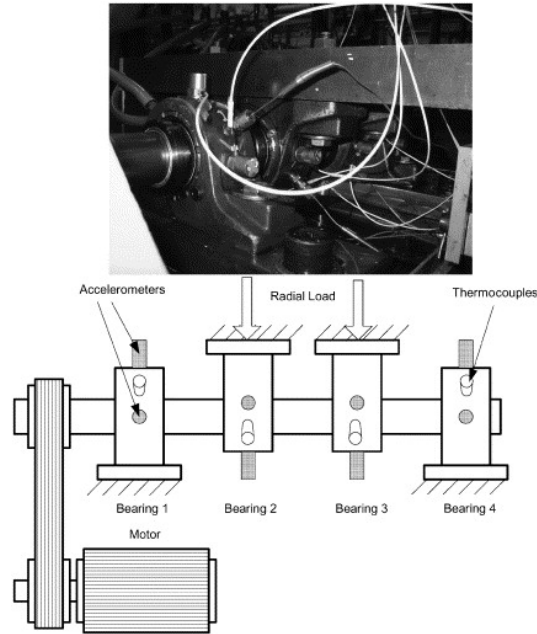 Accelerometers
Radial Load
Thermocouples
Bearing 1
Bearing 2
Bearing 3
Bearing 4
Motor